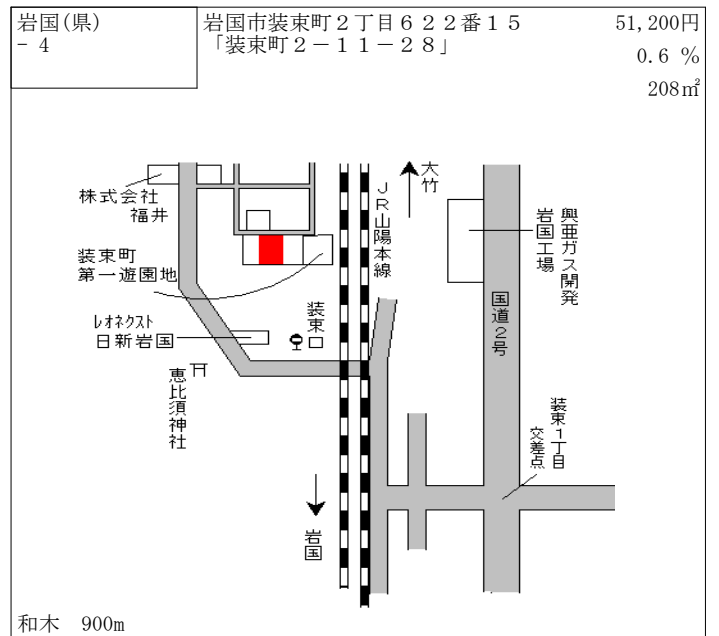 岩国(県)
- 4
岩国市装束町２丁目６２２番１５
「装束町２－１１－２８」
51,200円
0.6 %
208㎡
株式会社
福井
装束町
第一遊園地
ﾚｵﾈｸｽﾄ
日新岩国
恵比須神社
装束口
岩国
大竹
ＪＲ山陽本線
興亜ガス開発
岩国工場
国道２号
装束１丁目
交差点
和木　900m